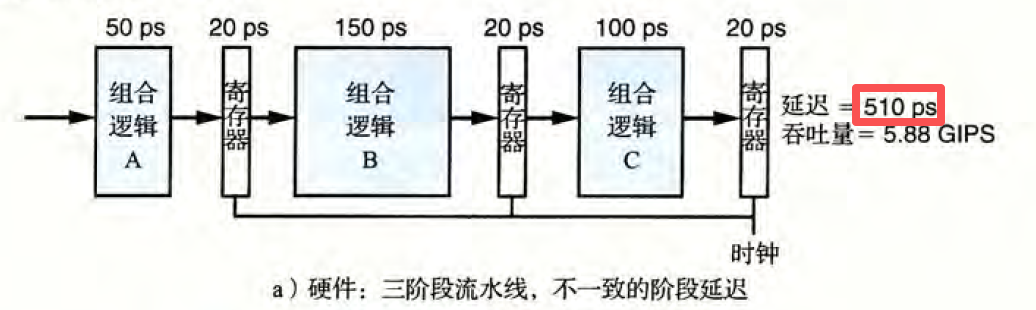 50 ps 20 ps 150 ps 20 ps 100 ps 20 ps
组合
逻辑
A
寄存器
组合
逻辑
B
寄存器
组合
逻辑
C
寄存器
延迟 = 510 ps
吞吐量 = 5.88 GIPS
时钟
a）硬件：三阶段流水线，不一致的阶段延迟